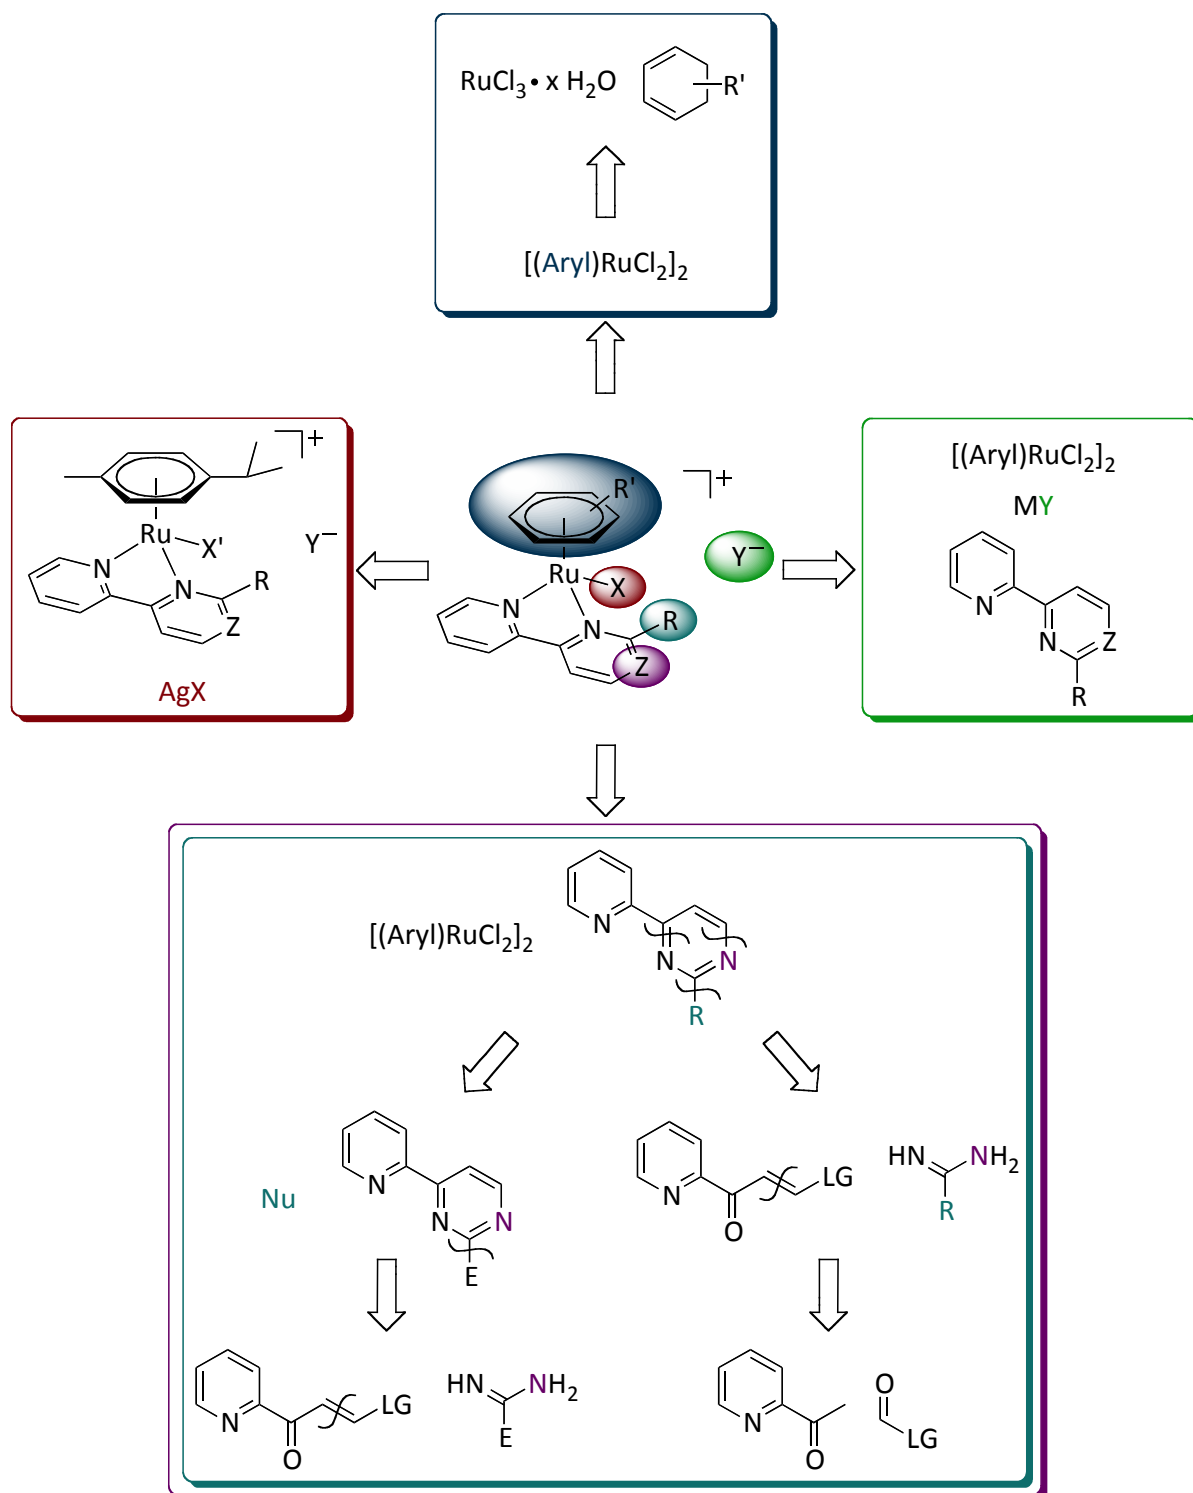 RuCl3 • x H2O
R'
[(Aryl)RuCl2]2
+
Ru
X'
N
N
R
Z
Y−
AgX
+
R'
Ru
X
N
N
R
Z
Y−
[(Aryl)RuCl2]2
MY
N
N
Z
R
[(Aryl)RuCl2]2
N
N
N
R
Nu
N
N
N
E
N
O
LG
HN
NH2
R
N
O
LG
HN
NH2
E
N
O
O
LG